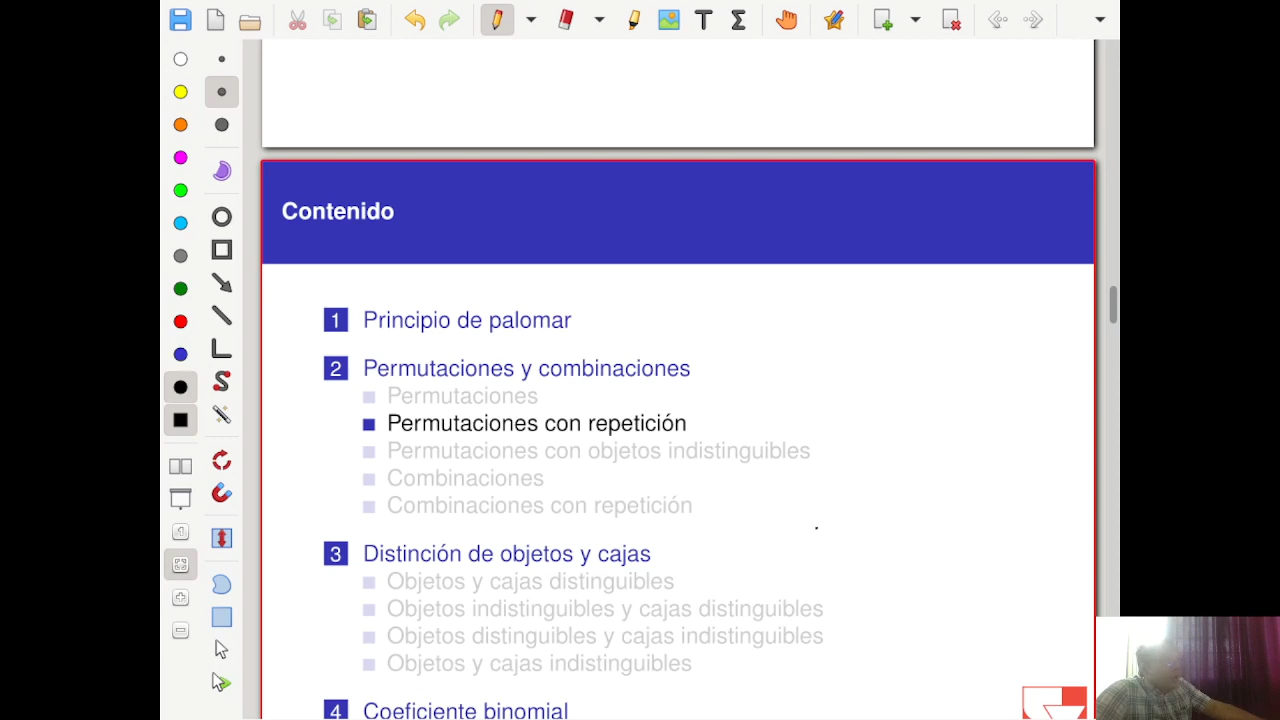 Contenido
1 Principio de palomar
2 Permutaciones y combinaciones
Permutaciones
Permutaciones con repetición
Permutaciones con objetos indistinguibles
Combinaciones
Combinaciones con repetición
3 Distinción de objetos y cajas
Objetos y cajas distinguibles
Objetos indistinguibles y cajas distinguibles
Objetos distinguibles y cajas indistinguibles
Objetos y cajas indistinguibles
4 Coeficiente binomial